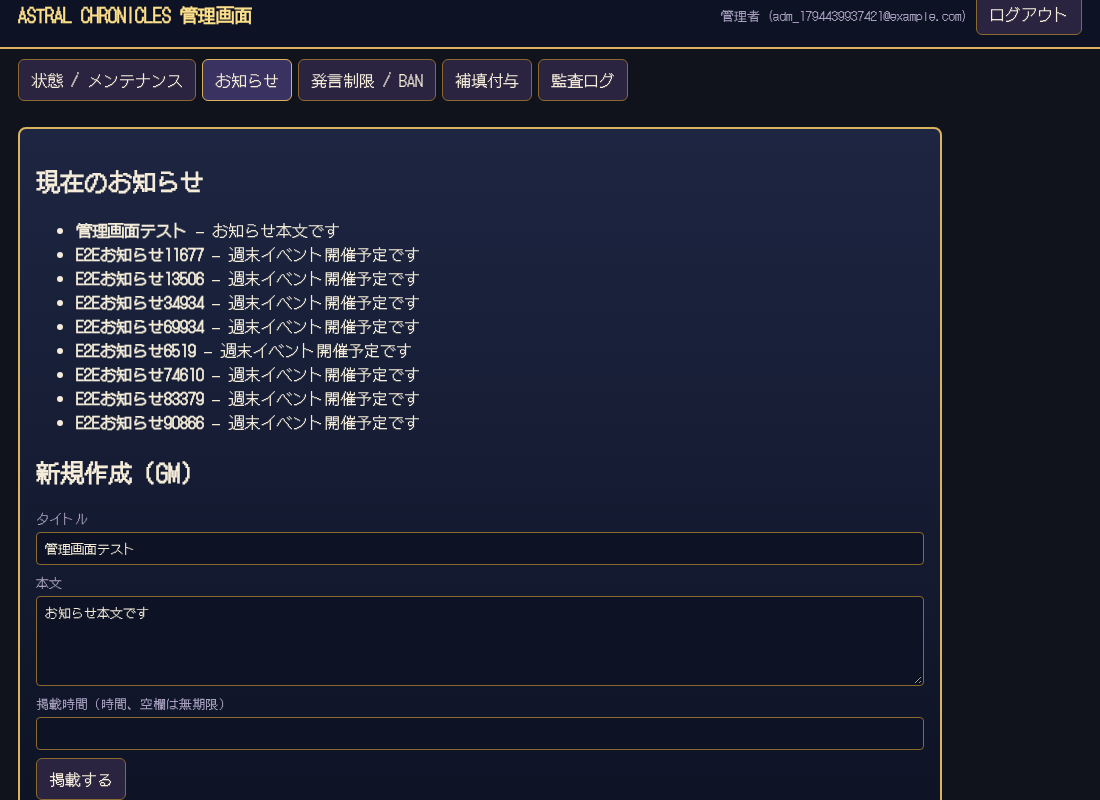 ASTRAL CHRONICLES 管理画面
管理者 (adm_1794439937421@example.com)
ログアウト
状態 / メンテナンス
お知らせ
発言制限 / BAN
補填付与
監査ログ
現在のお知らせ
管理画面テスト – お知らせ本文です
E2Eお知らせ11677 – 週末イベント開催予定です
E2Eお知らせ13506 – 週末イベント開催予定です
E2Eお知らせ34934 – 週末イベント開催予定です
E2Eお知らせ69934 – 週末イベント開催予定です
E2Eお知らせ6519 – 週末イベント開催予定です
E2Eお知らせ74610 – 週末イベント開催予定です
E2Eお知らせ83379 – 週末イベント開催予定です
E2Eお知らせ90866 – 週末イベント開催予定です
新規作成（GM）
タイトル
管理画面テスト
本文
お知らせ本文です
掲載時間（時間、空欄は無期限）
掲載する